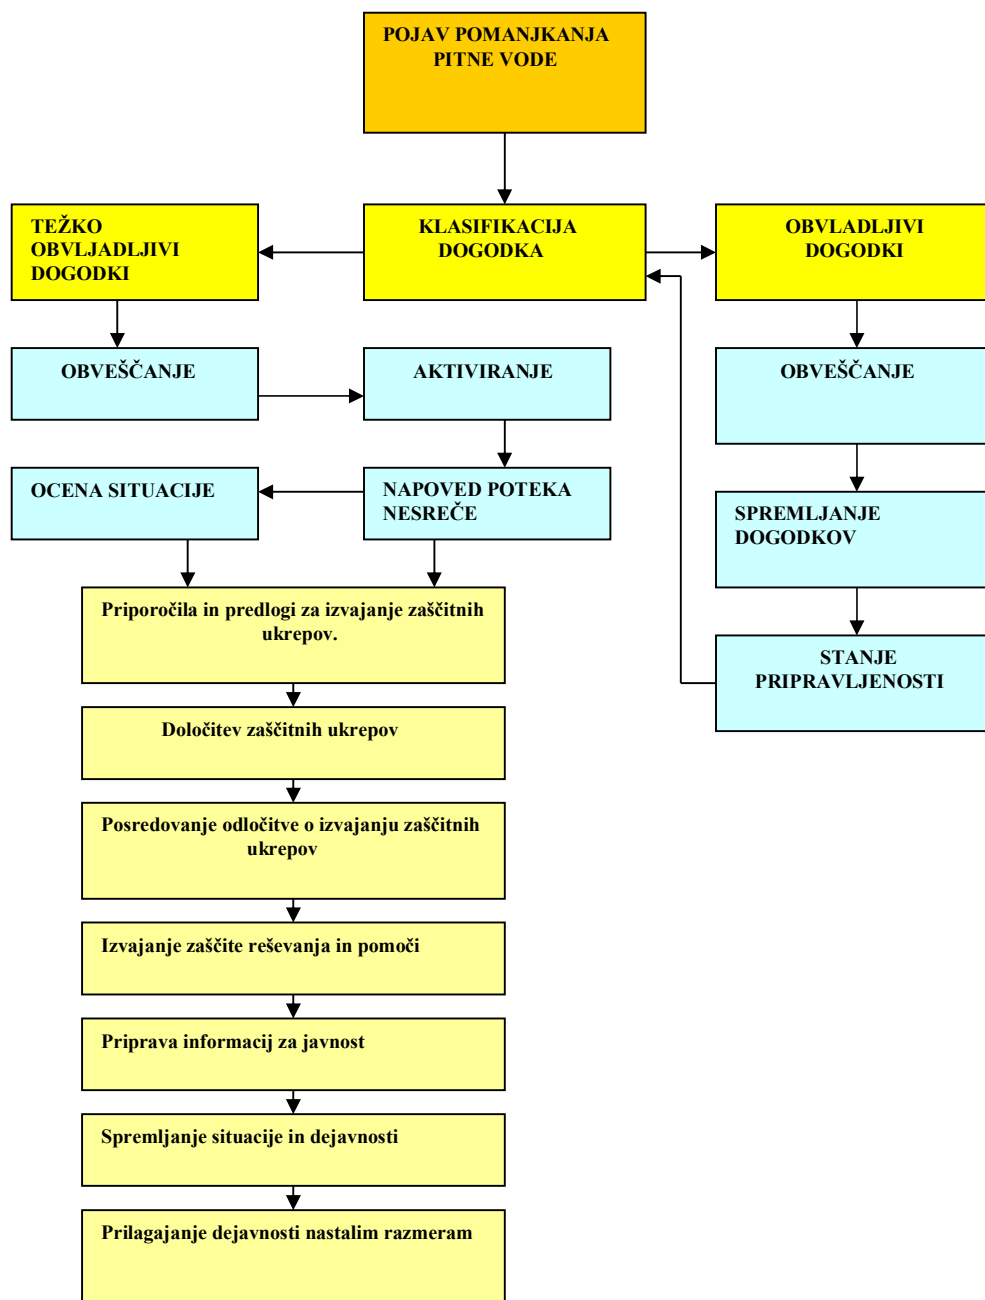 POJAV POMANJKANJA
PITNE VODE
TEŽKO
OBVLJADLJIVI
DOGODKI
KLASIFIKACIJA
DOGODKA
OBVLADLJIVI
DOGODKI
OBVEŠČANJE
AKTIVIRANJE
OBVEŠČANJE
OCENA SITUACIJE
NAPOVED POTEKA
NESREČE
SPREMLJANJE
DOGODKOV
Priporočila in predlogi za izvajanje zaščitnih
ukrepov.
STANJE
PRIPRAVLJENOSTI
Določitev zaščitnih ukrepov
Posredovanje odločitve o izvajanju zaščitnih
ukrepov
Izvajanje zaščite reševanja in pomoči
Priprava informacij za javnost
Spremljanje situacije in dejavnosti
Prilagajanje dejavnosti nastalim razmeram